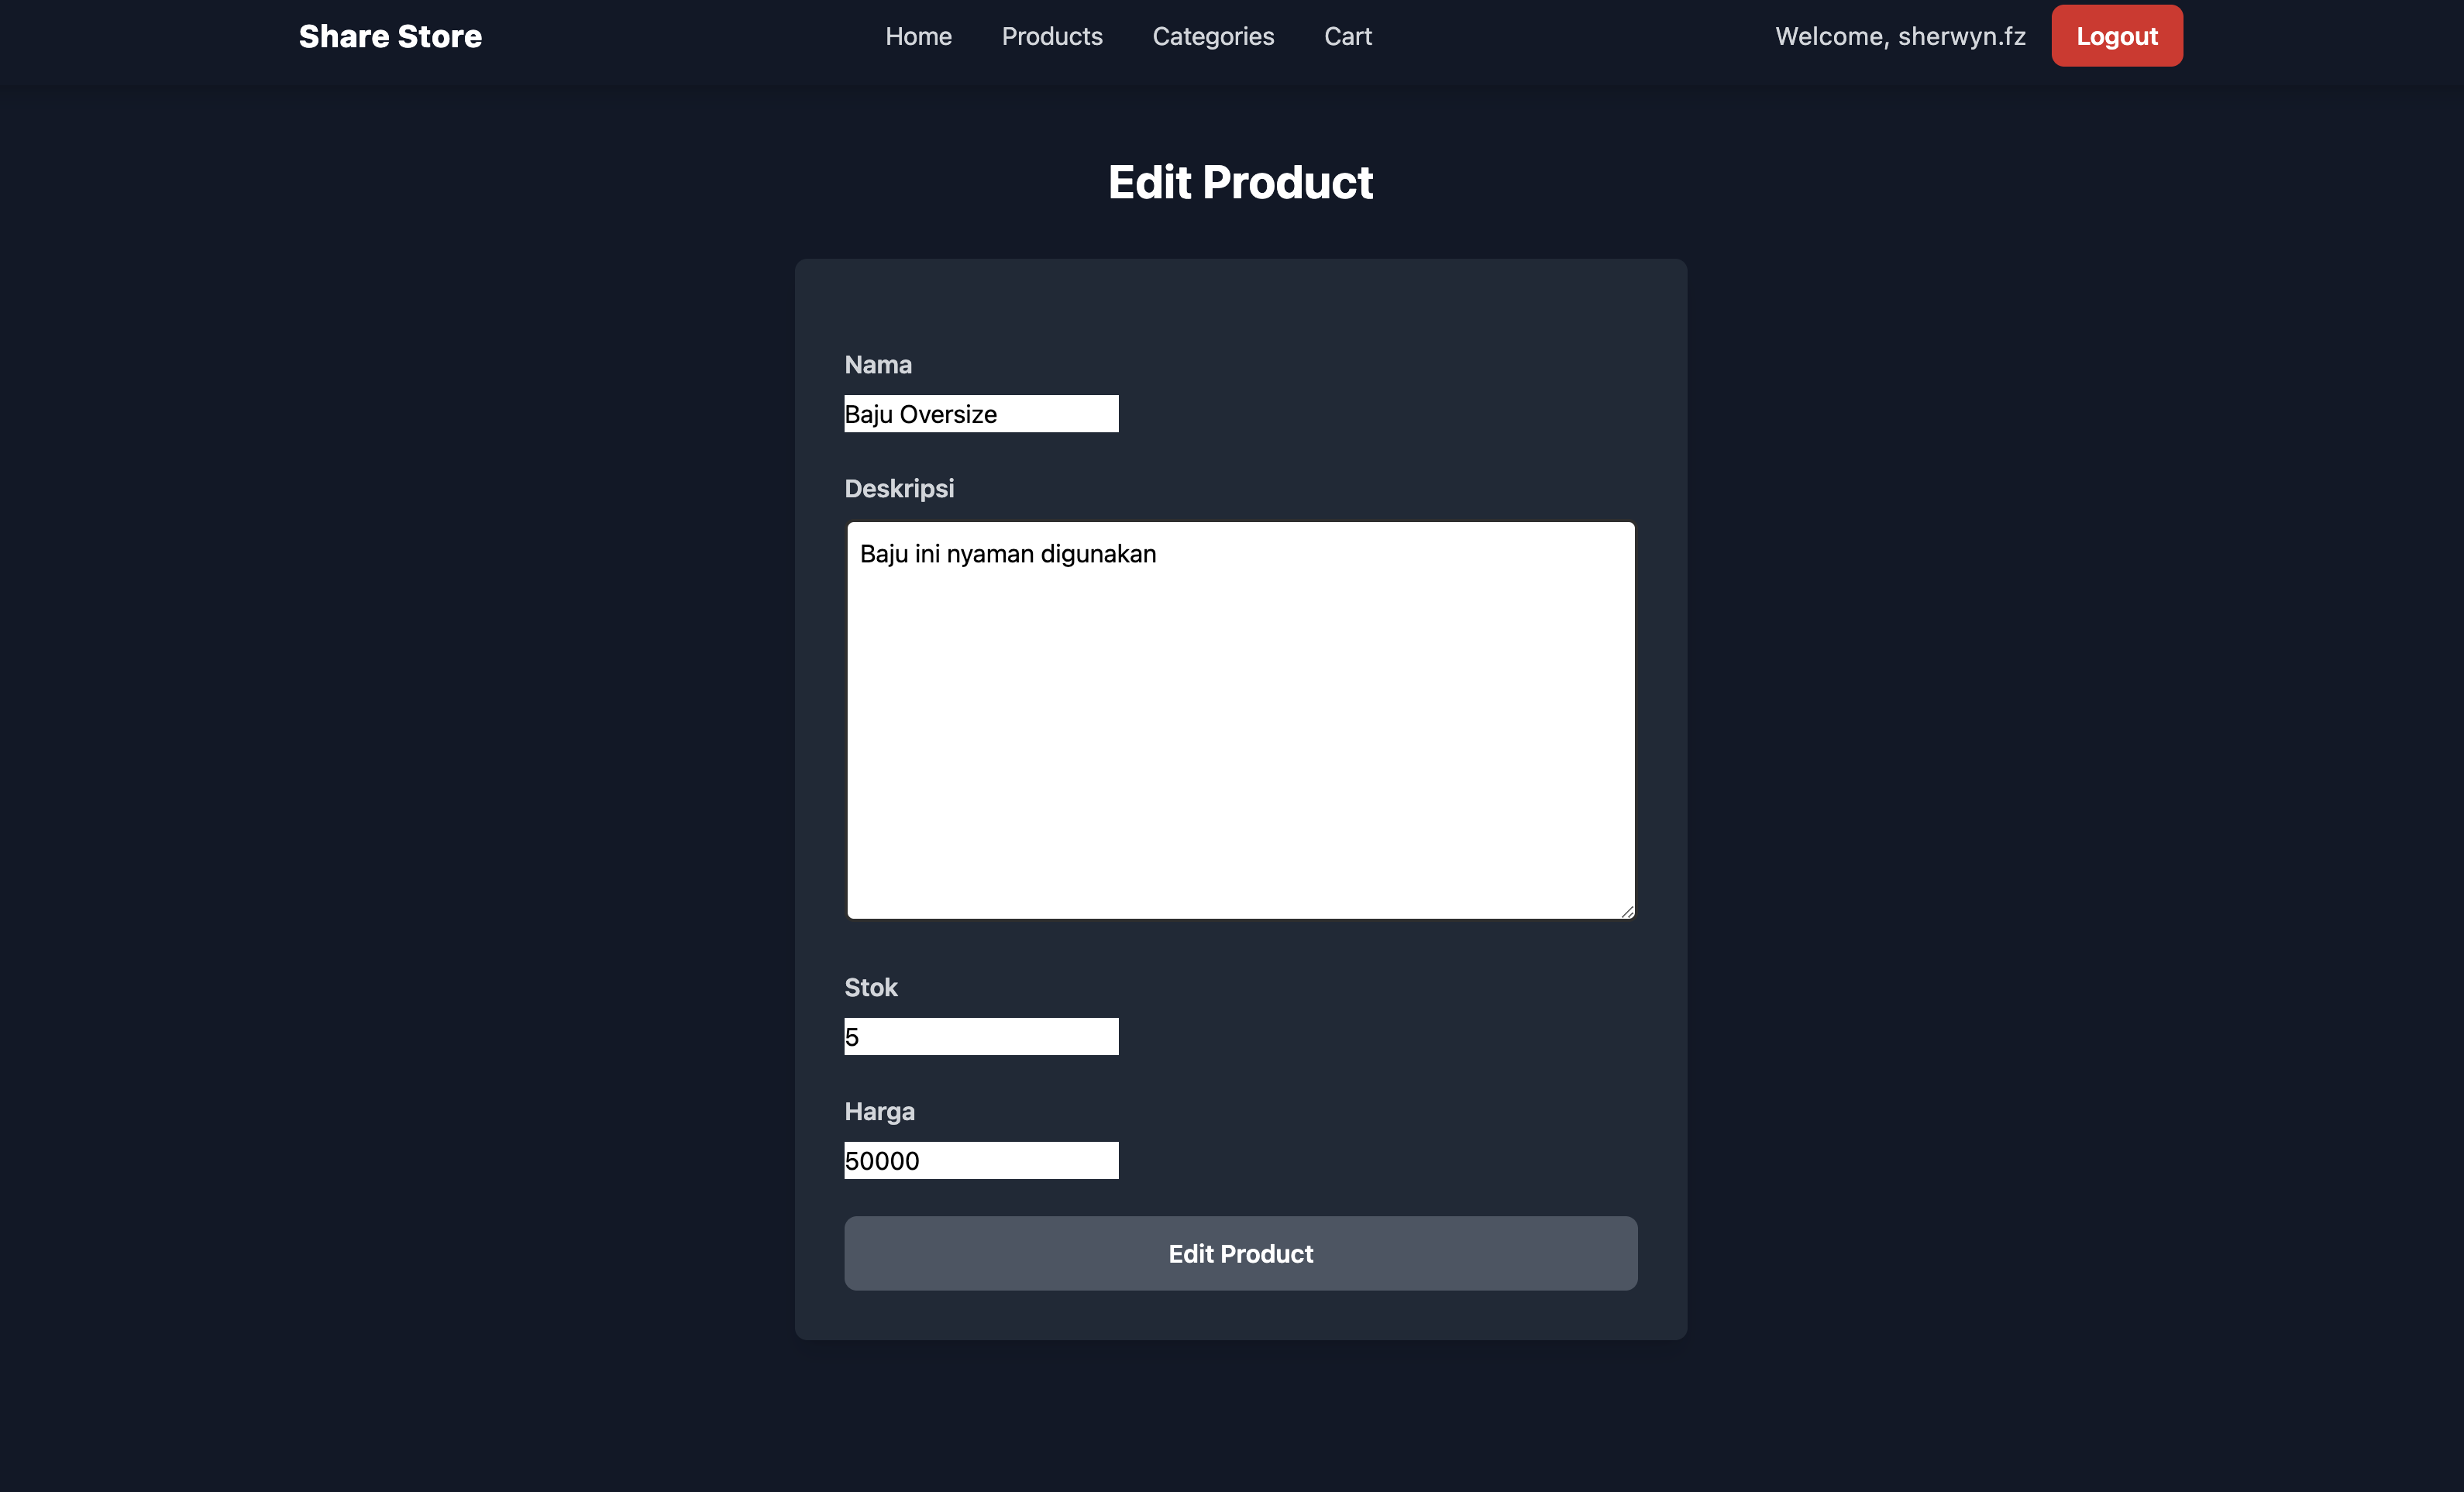 Share Store Home Products Categories Cart Welcome, sherwyn.fz Logout
Edit Product
Nama
Baju Oversize
Deskripsi
Baju ini nyaman digunakan
Stok
5
Harga
50000
Edit Product